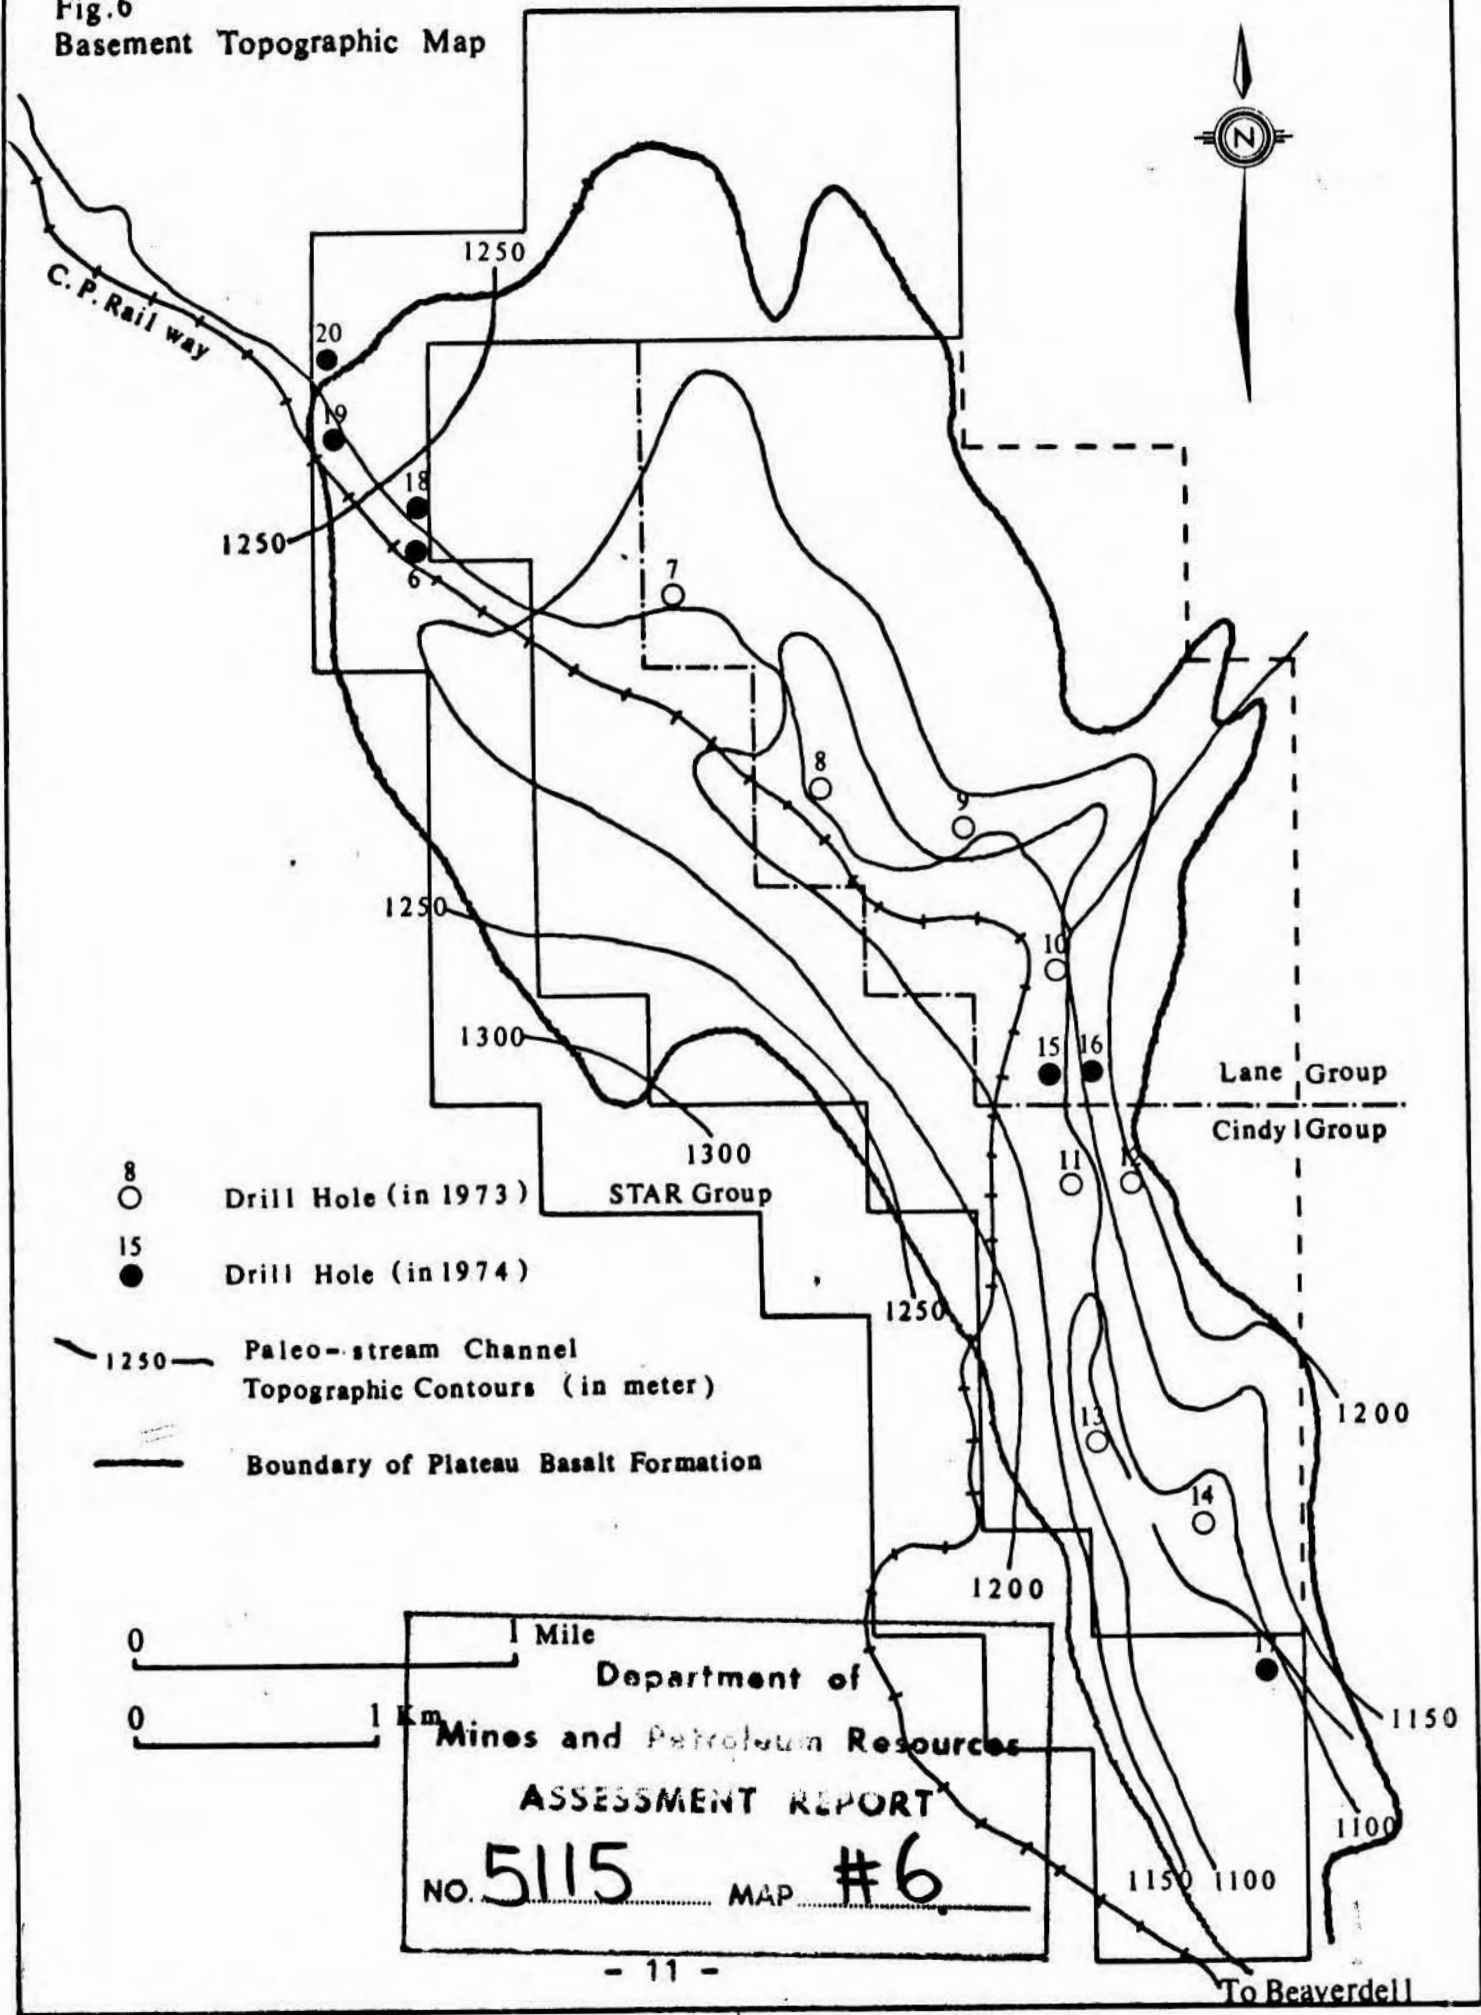 Fig.6
Basement Topographic Map
N
1250
C.P.Rail way
20
19
18
1250
6
7
8
9
1250
10
1300
15 16
Lane Group
Cindy Group
1300
11 12
STAR Group
8
Drill Hole (in 1973)
15
Drill Hole (in 1974)
1250
1250
Paleo-stream Channel
Topographic Contours (in meter)
1200
13
Boundary of Plateau Basalt Formation
14
1200
0 1 Mile
17
0 1 Km
1150
Department of
Mines and Petroleum Resources
ASSESSMENT REPORT
1100
NO. 5115 MAP #6
1150 1100
- 11 -
To Beaverdell